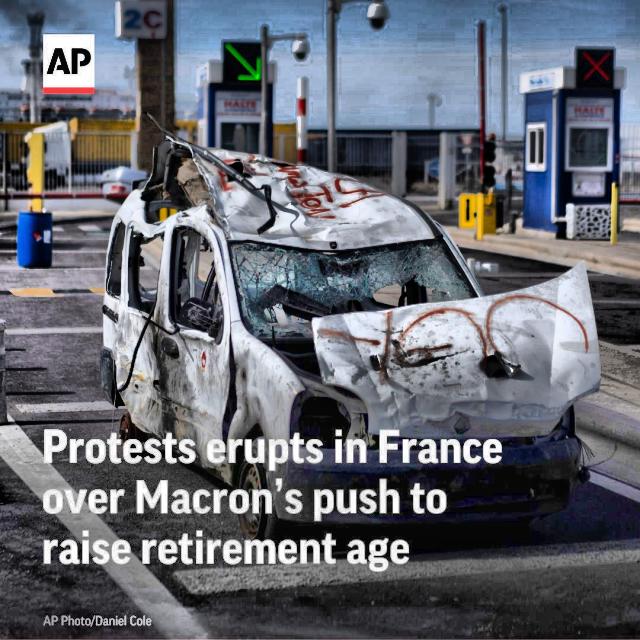 2C
AP
HALTE
HALTE
Protests erupts in France
over Macron's push to
raise retirement age
AP Photo/Daniel Cole